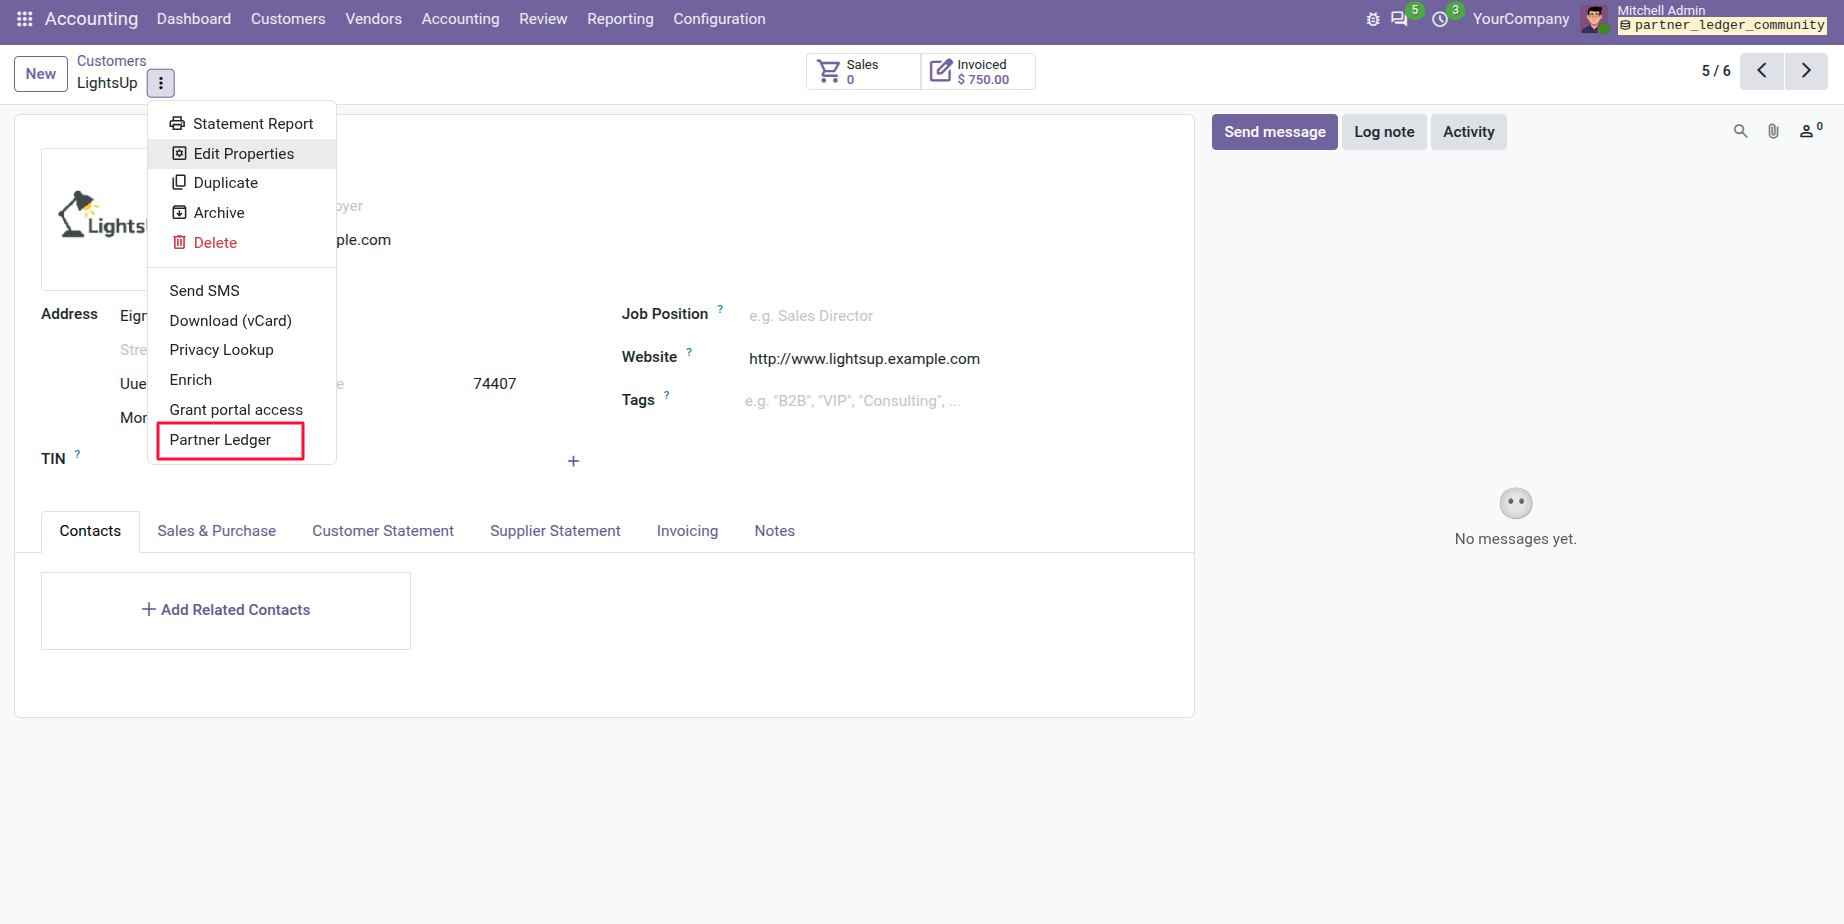 Accounting Dashboard Customers Vendors Accounting Review Reporting Configuration 5 3 YourCompany Mitchell Admin
partner_ledger_community
New
Customers
LightsUp
Sales
0
Invoiced
$ 750.00
5 / 6
Statement Report
Edit Properties
Duplicate
Archive
Delete
Send SMS
Download (vCard)
Privacy Lookup
Enrich
Grant portal access
Partner Ledger
Send message Log note Activity 0
Lights
oyer
ple.com
Address Eigr
Stre
Uue e 74407
Mor
TIN ?
Job Position ? e.g. Sales Director
Website ? http://www.lightsup.example.com
Tags ? e.g. "B2B", "VIP", "Consulting", ...
Contacts Sales & Purchase Customer Statement Supplier Statement Invoicing Notes
Add Related Contacts
No messages yet.